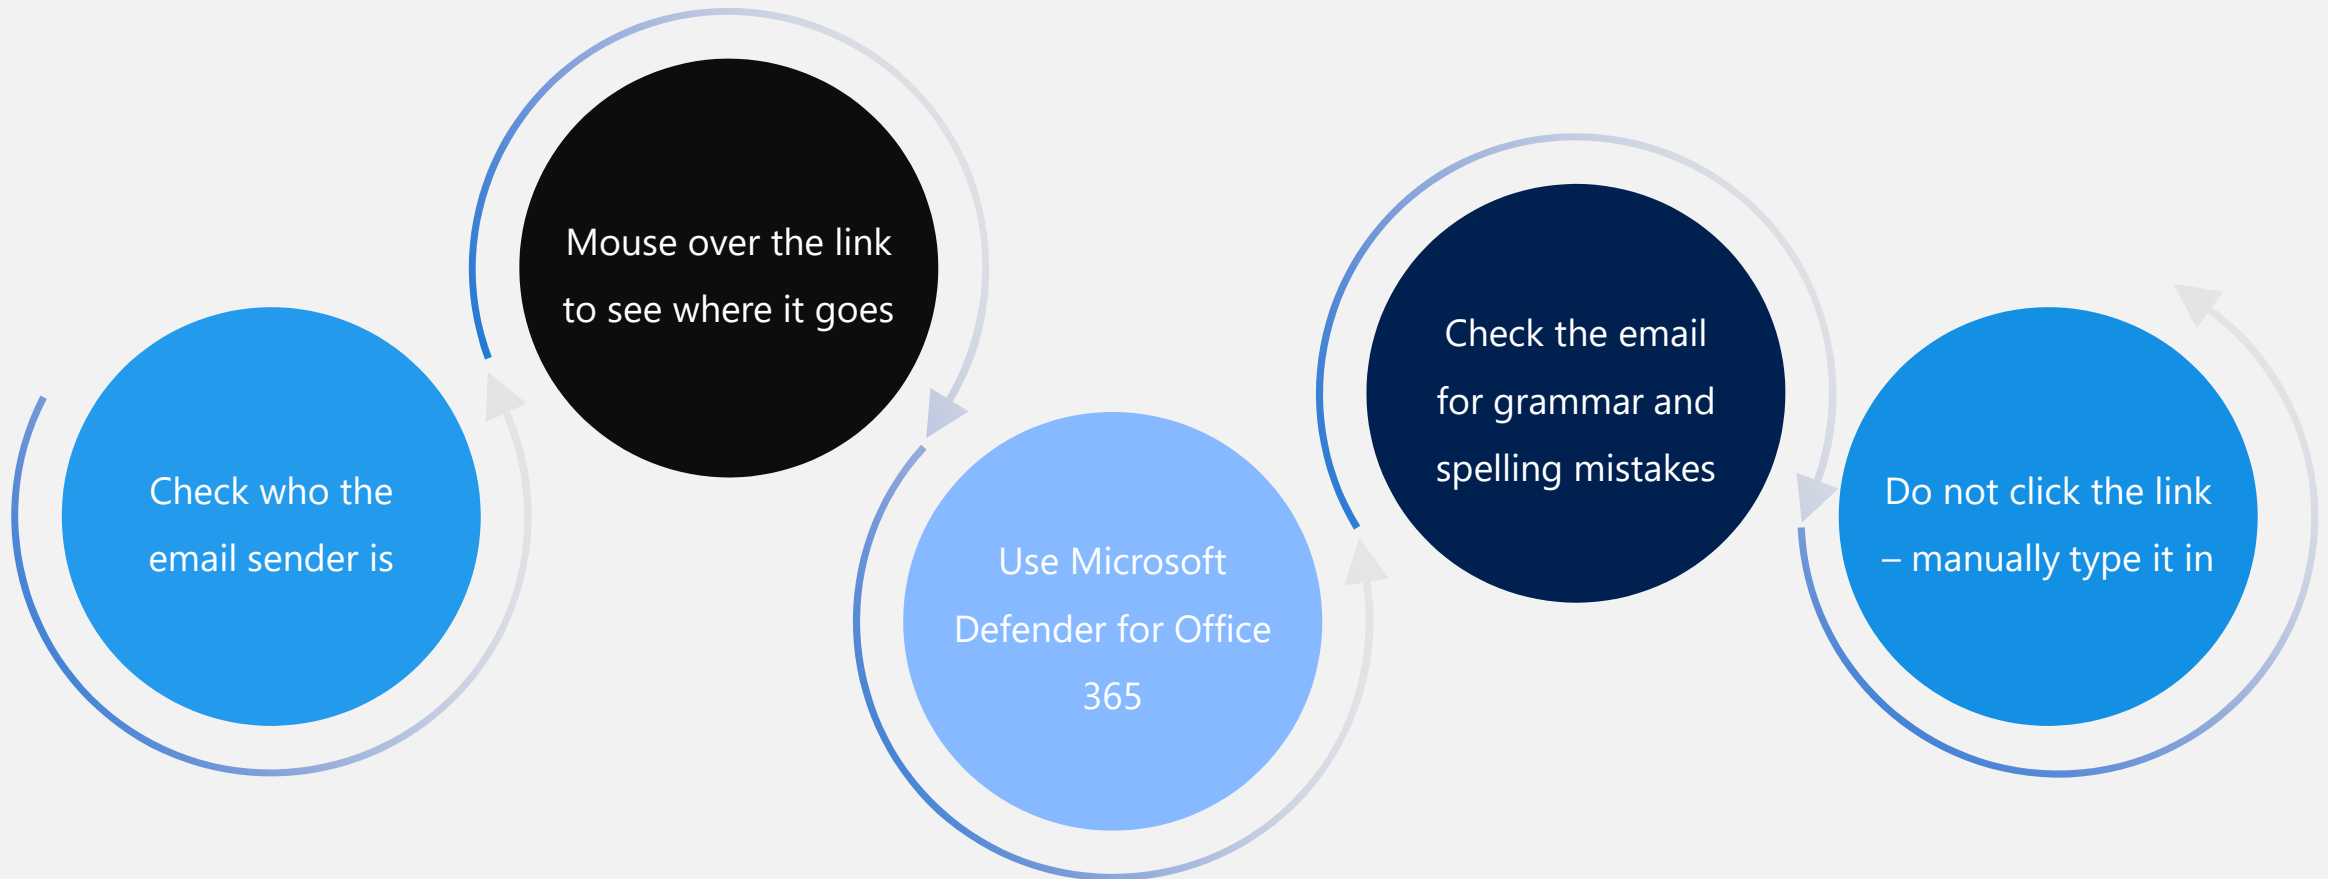 Check who the
email sender is
Mouse over the link
to see where it goes
Use Microsoft
Defender for Office
365
Check the email
for grammar and
spelling mistakes
Do not click the link
– manually type it in